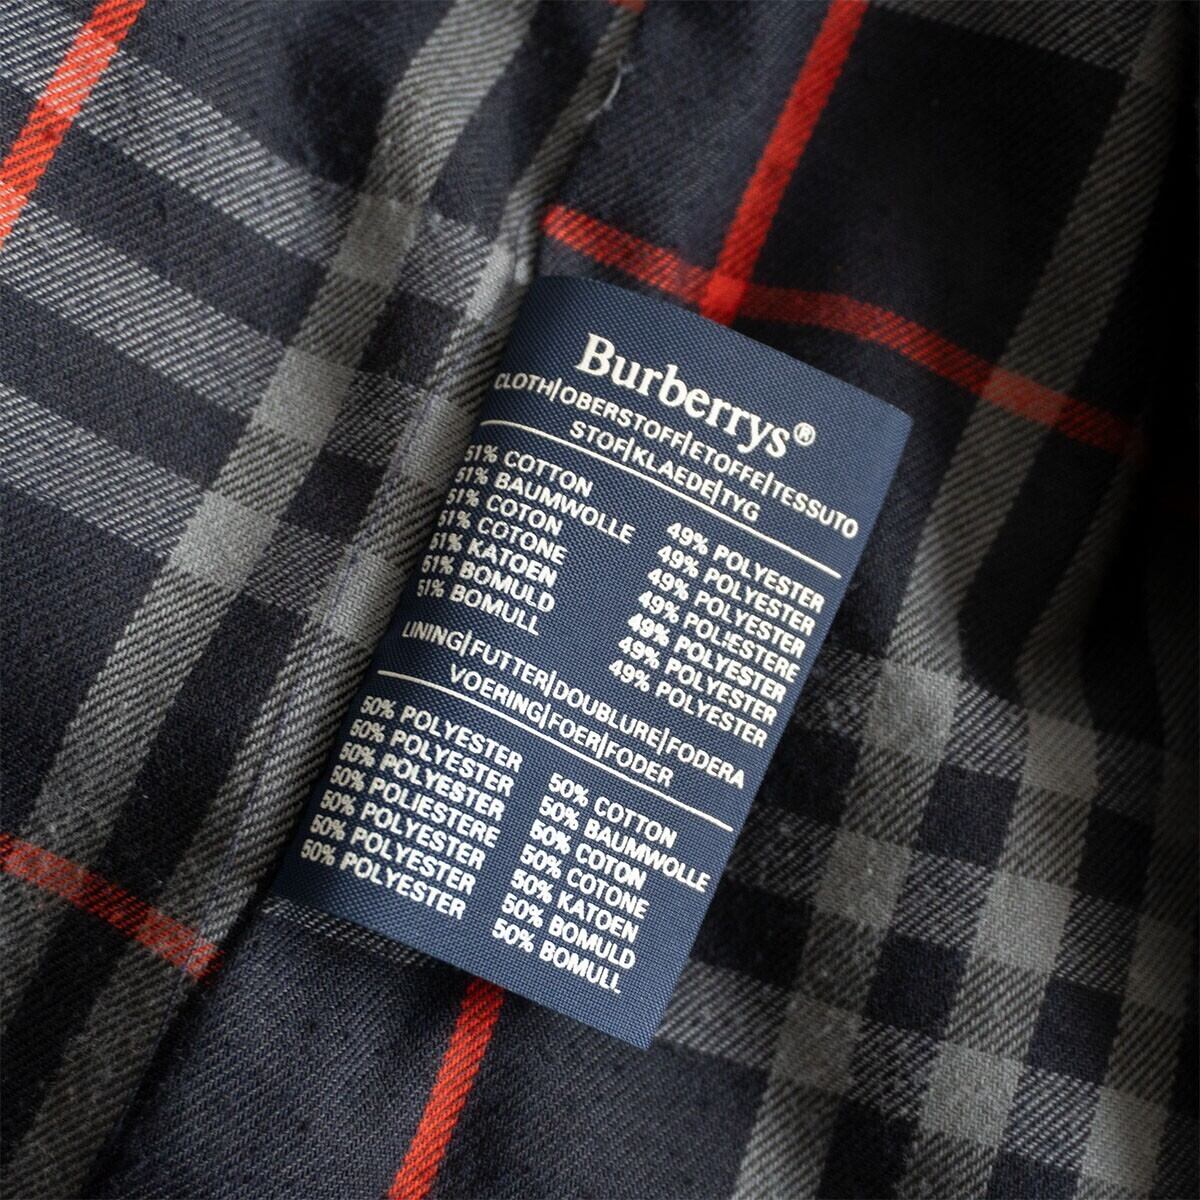 Burberrys®
CLOTH|OBERSTOFF|ETOFFE|TESSUTO
STOF|KLAEDE|TYG
51% COTTON 49% POLYESTER
51% BAUMWOLLE 49% POLYESTER
51% COTON 49% POLYESTER
51% COTONE 49% POLIESTERE
51% KATOEN 49% POLYESTER
51% BOMULD 49% POLYESTER
51% BOMULL 49% POLYESTER
LINING|FUTTER|DOUBLURE|FODERA
VOERING|FOER|FODER
50% POLYESTER 50% COTTON
50% POLYESTER 50% BAUMWOLLE
50% POLYESTER 50% COTON
50% POLIESTERE 50% COTONE
50% POLYESTER 50% KATOEN
50% POLYESTER 50% BOMULD
50% POLYESTER 50% BOMULL